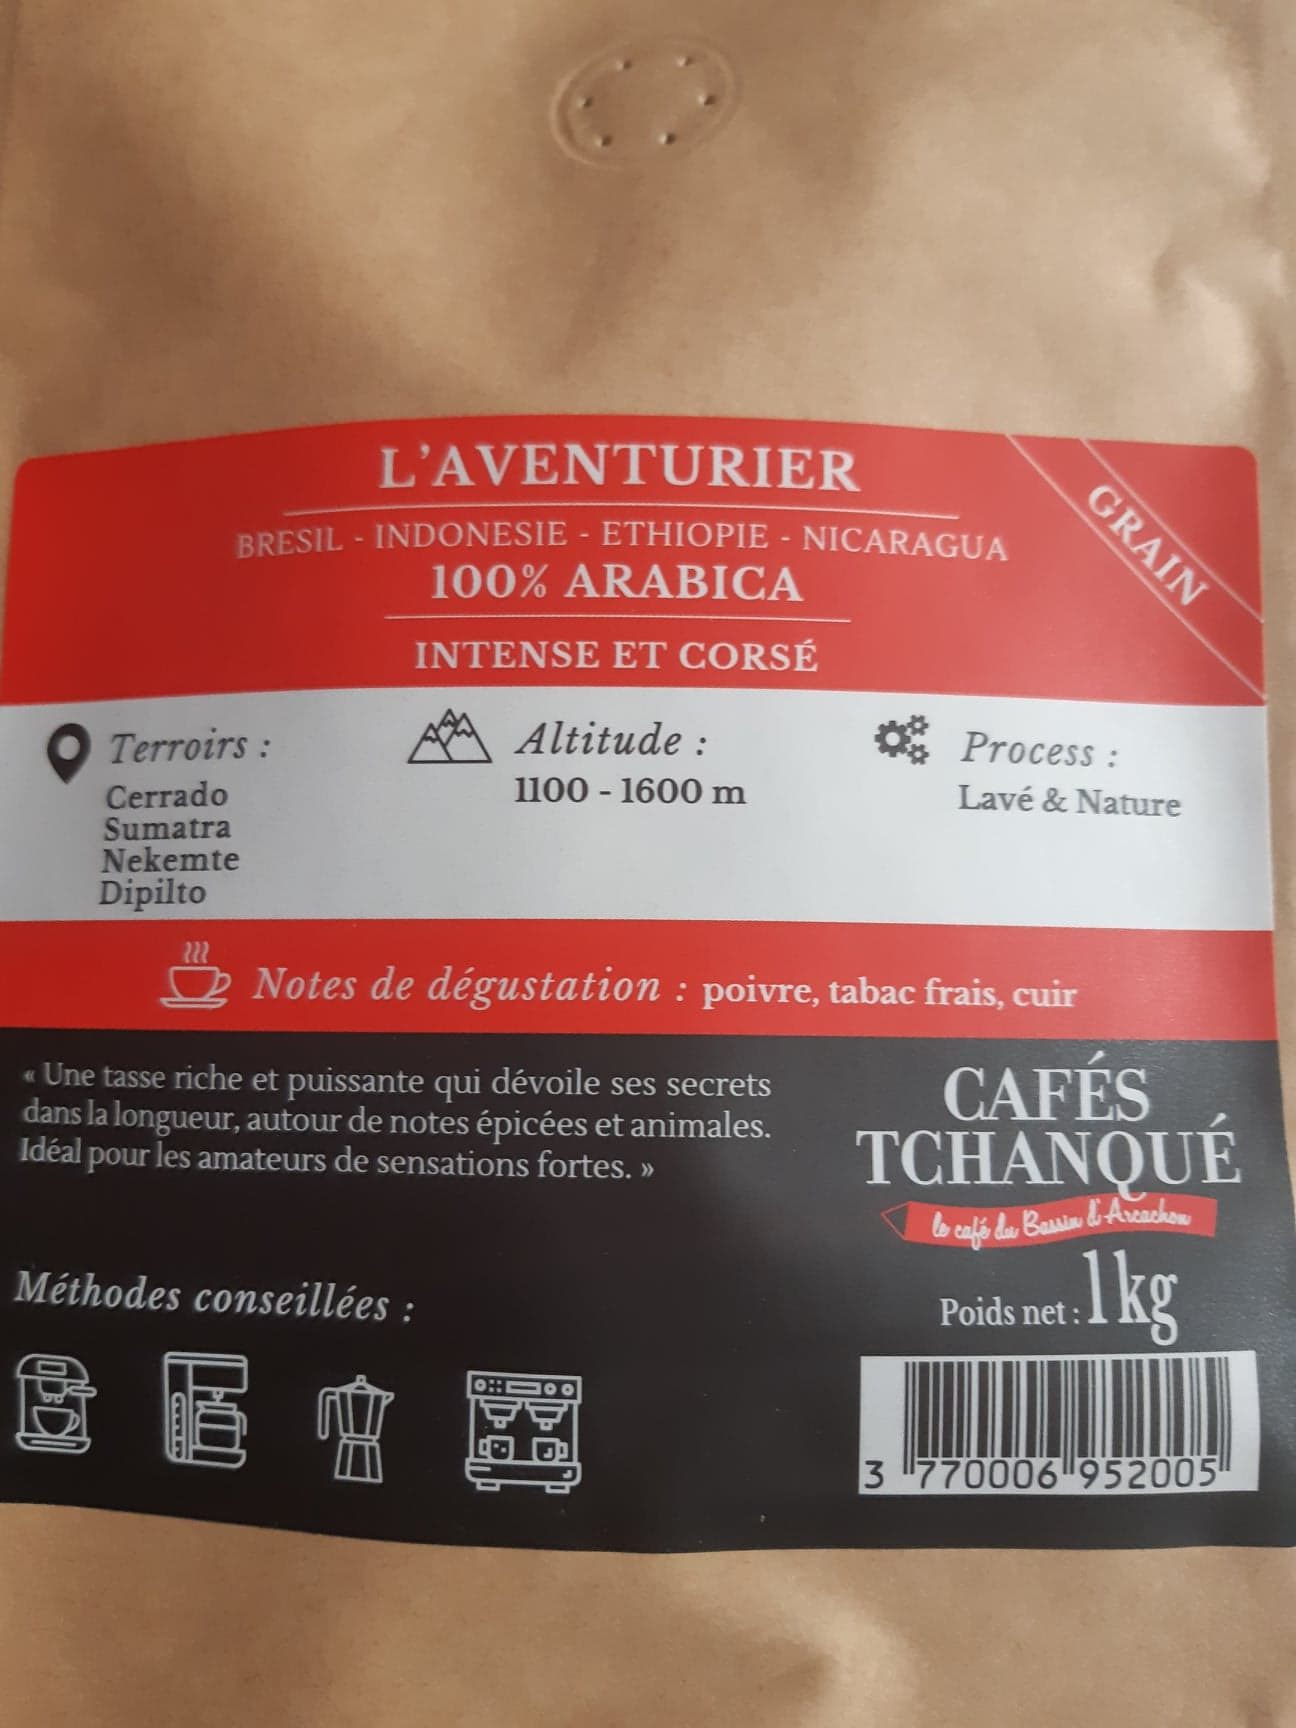 L'AVENTURIER
BRESIL - INDONESIE - ETHIOPIE - NICARAGUA
100% ARABICA
INTENSE ET CORSÉ
GRAIN
Terroirs :
Cerrado
Sumatra
Nekemte
Dipilto
Altitude :
1100 - 1600 m
Process :
Lavé & Nature
Notes de dégustation : poivre, tabac frais, cuir
« Une tasse riche et puissante qui dévoile ses secrets
dans la longueur, autour de notes épicées et animales.
Idéal pour les amateurs de sensations fortes. »
Méthodes conseillées :
CAFÉS
TCHANQUÉ
le café du Bassin d'Arcachon
Poids net : 1 kg
3 770006 952005